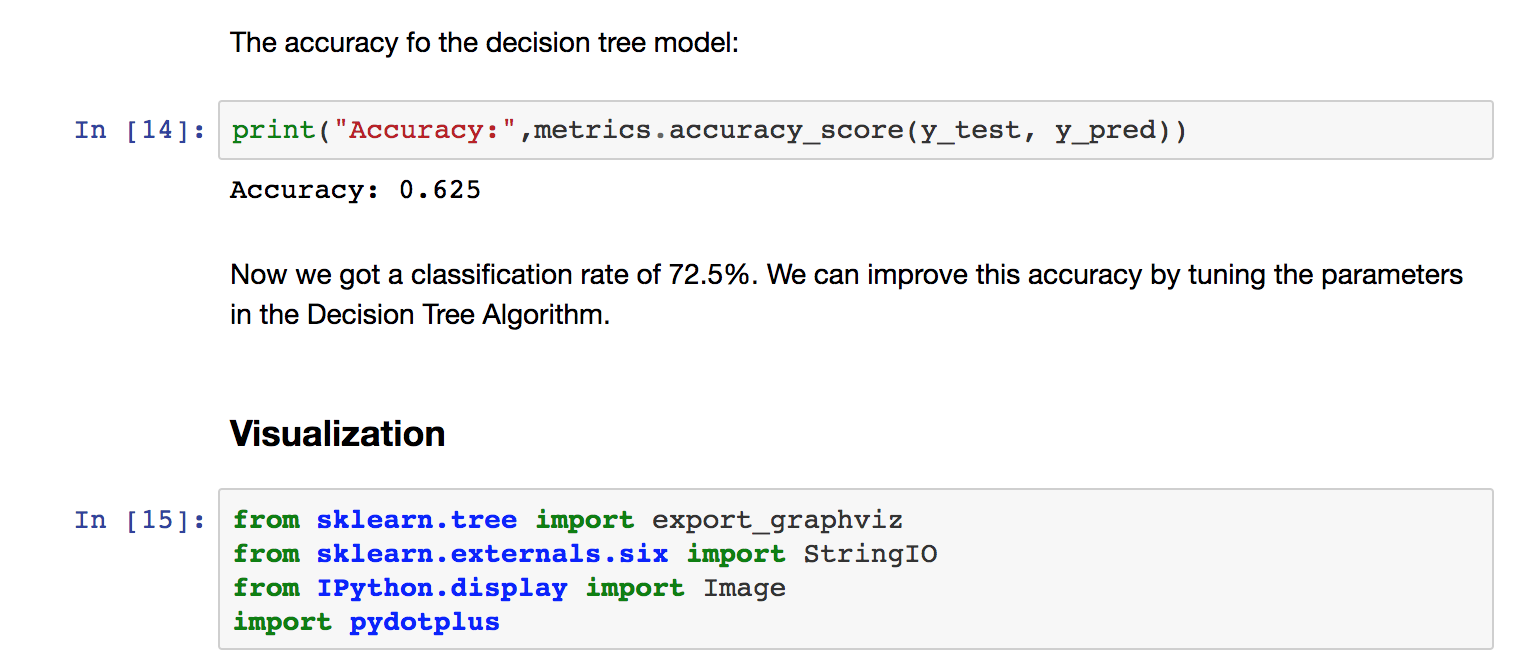 The accuracy fo the decision tree model:
In [14]: print("Accuracy:",metrics.accuracy_score(y_test, y_pred))
Accuracy: 0.625
Now we got a classification rate of 72.5%. We can improve this accuracy by tuning the parameters
in the Decision Tree Algorithm.
Visualization
In [15]: from sklearn.tree import export_graphviz
from sklearn.externals.six import StringIO
from IPython.display import Image
import pydotplus